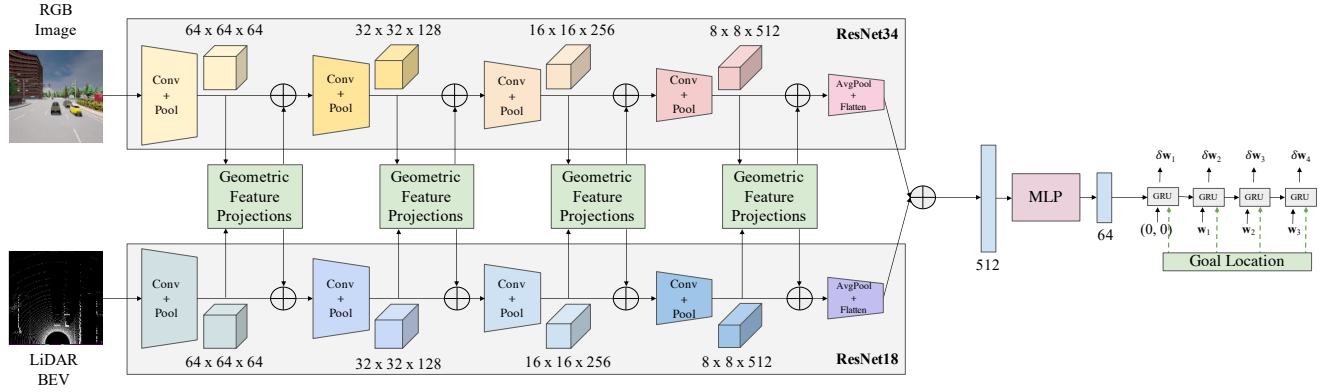 RGB
Image
64 x 64 x 64
32 x 32 x 128
16 x 16 x 256
8 x 8 x 512
ResNet34
Conv
+
Pool
Conv
+
Pool
Conv
+
Pool
Conv
+
Pool
AvgPool
+
Flatten
Geometric
Feature
Projections
Geometric
Feature
Projections
Geometric
Feature
Projections
Geometric
Feature
Projections
Conv
+
Pool
Conv
+
Pool
Conv
+
Pool
Conv
+
Pool
AvgPool
+
Flatten
LiDAR
BEV
64 x 64 x 64
32 x 32 x 128
16 x 16 x 256
8 x 8 x 512
ResNet18
512
MLP
64
δw₁ δw₂ δw₃ δw₄
GRU GRU GRU GRU
(0, 0) w₁ w₂ w₃
Goal Location